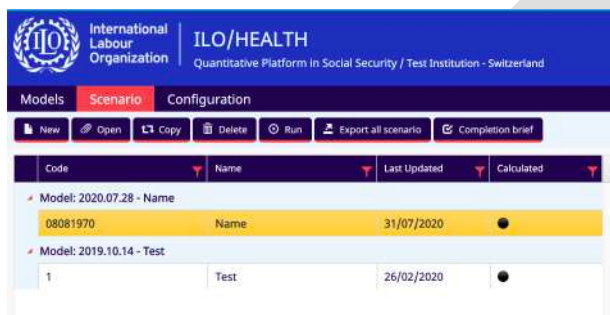 International
Labour
Organization
ILO
ILO/HEALTH
Quantitative Platform in Social Security / Test Institution - Switzerland
Models Scenario Configuration
New Open Copy Delete Run Export all scenario Completion brief
Code Name Last Updated Calculated
Model: 2020.07.28 - Name
08081970 Name 31/07/2020
Model: 2019.10.14 - Test
1 Test 26/02/2020